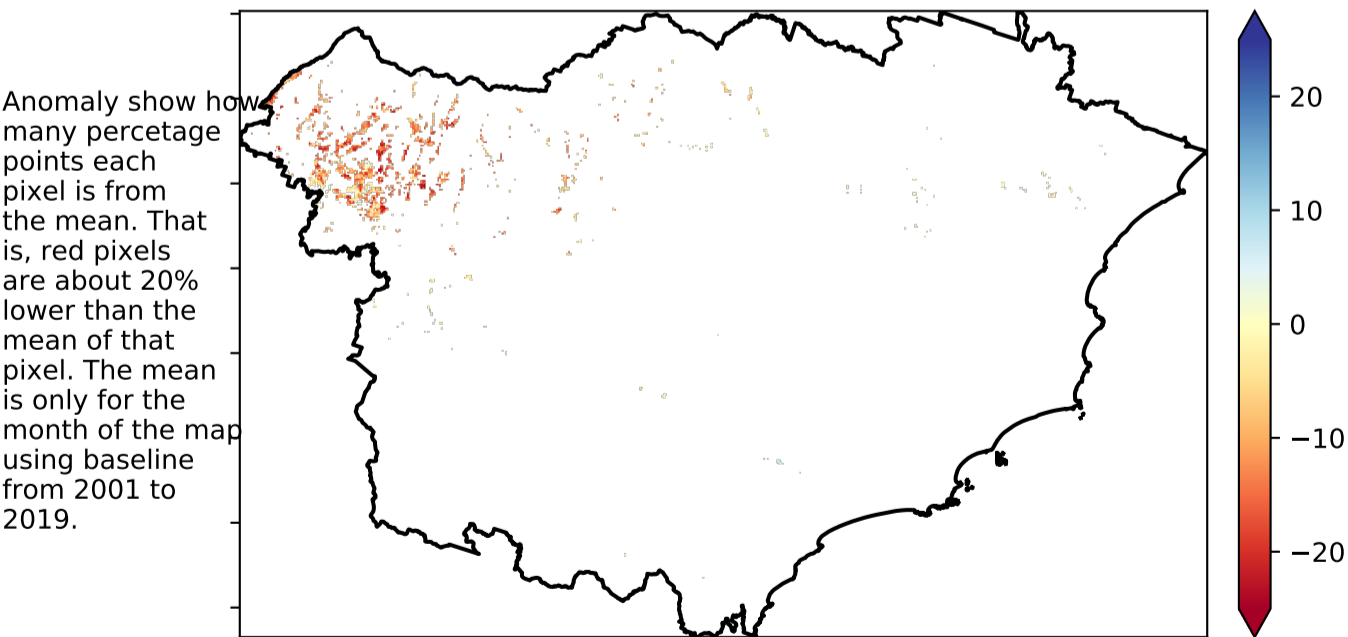 Anomaly show how
many percetage
points each
pixel is from
the mean. That
is, red pixels
are about 20%
lower than the
mean of that
pixel. The mean
is only for the
month of the map
using baseline
from 2001 to
2019.
20
10
0
−10
−20